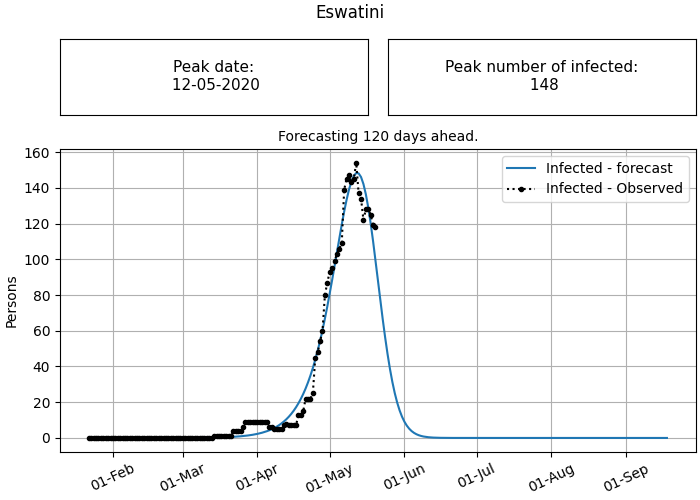 Eswatini
Peak date:
12-05-2020
Peak number of infected:
148
Forecasting 120 days ahead.
Infected - forecast
Infected - Observed
Persons
160
140
120
100
80
60
40
20
0
01-Feb
01-Mar
01-Apr
01-May
01-Jun
01-Jul
01-Aug
01-Sep